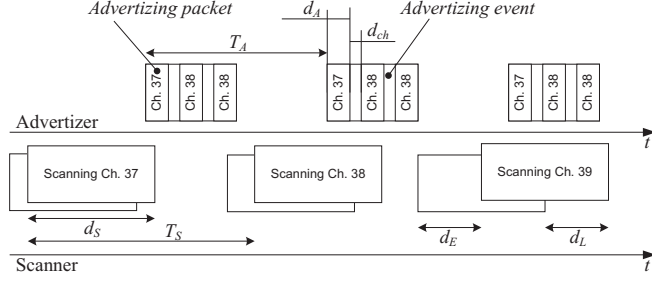 Advertizing packet
d_A
Advertizing event
T_A
d_ch
Ch. 37
Ch. 38
Ch. 38
Ch. 37
Ch. 38
Ch. 38
Ch. 37
Ch. 38
Ch. 38
Advertizer
t
Scanning Ch. 37
Scanning Ch. 38
Scanning Ch. 39
d_S
T_S
d_E
d_L
Scanner
t